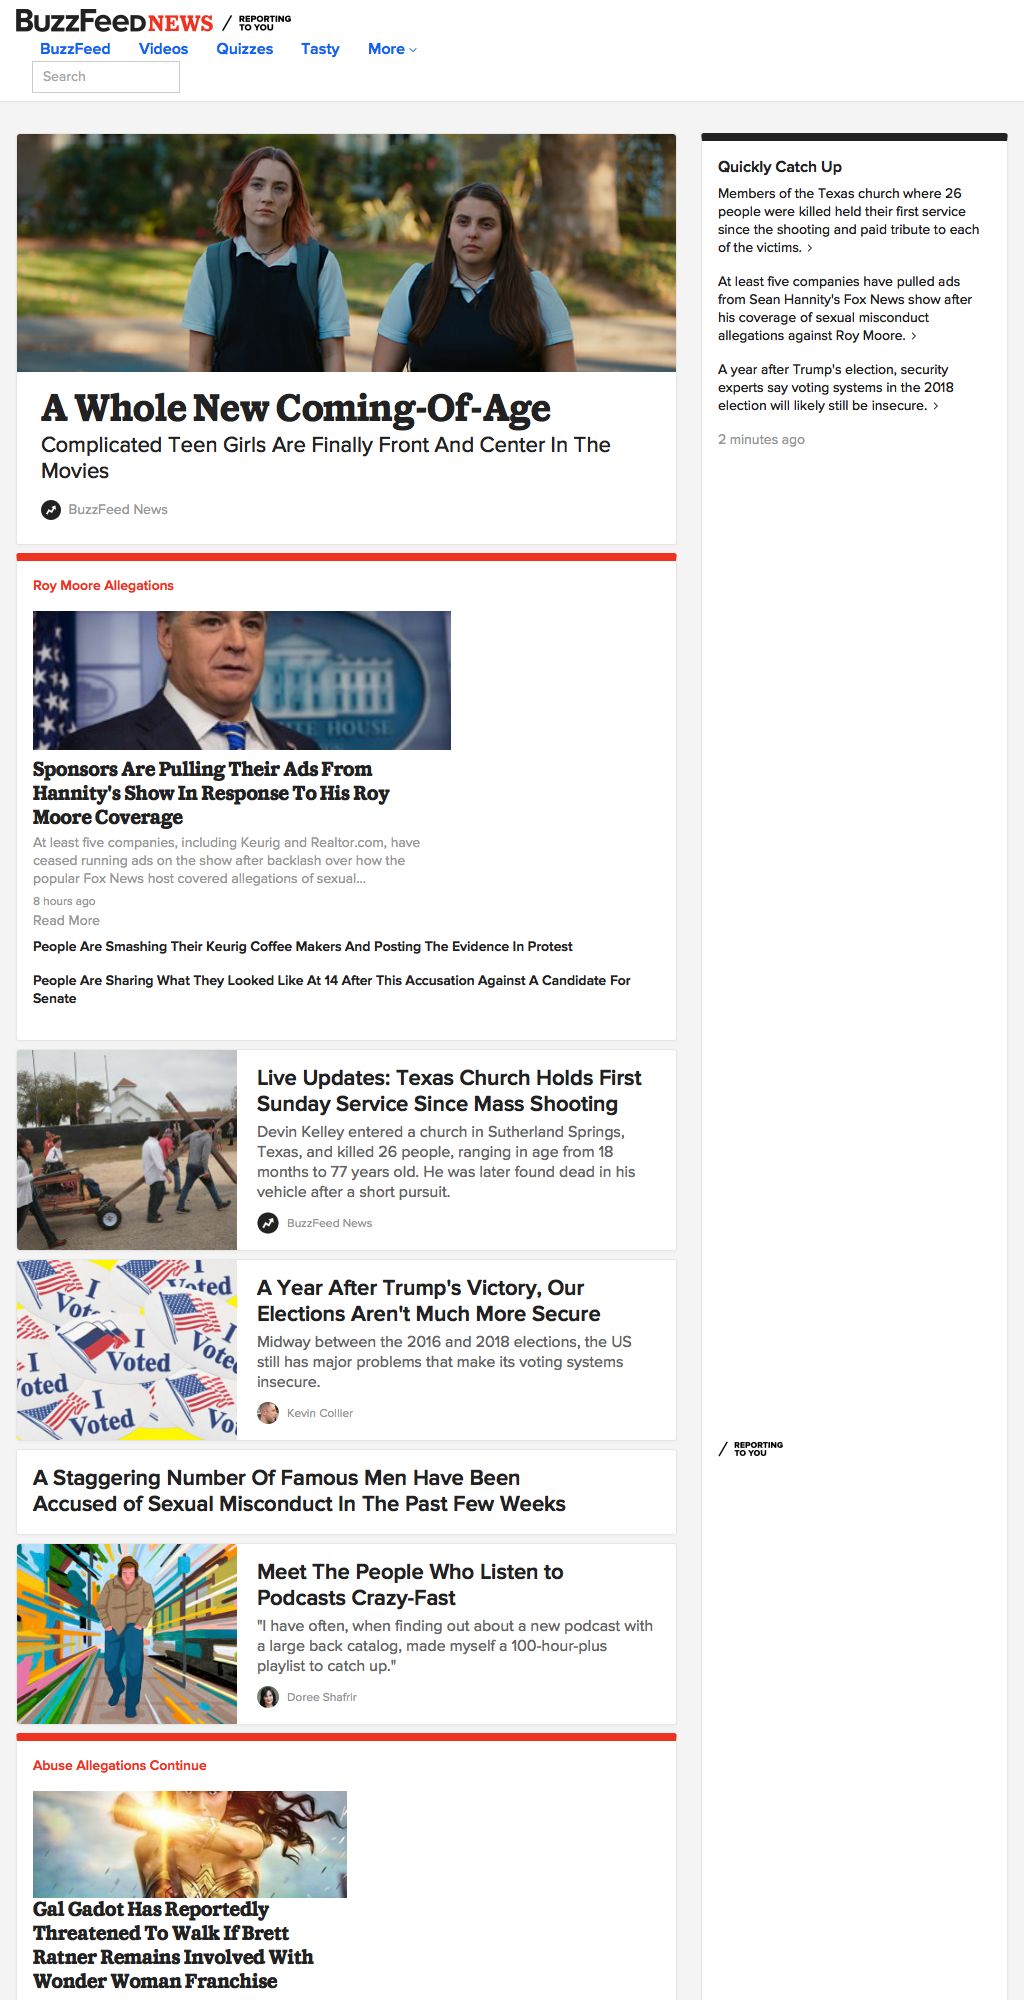 BuzzFeed NEWS / REPORTING TO YOU
BuzzFeed Videos Quizzes Tasty More
Search
A Whole New Coming-Of-Age
Complicated Teen Girls Are Finally Front And Center In The
Movies
BuzzFeed News
Quickly Catch Up
Members of the Texas church where 26
people were killed held their first service
since the shooting and paid tribute to each
of the victims. ›
At least five companies have pulled ads
from Sean Hannity's Fox News show after
his coverage of sexual misconduct
allegations against Roy Moore. ›
A year after Trump's election, security
experts say voting systems in the 2018
election will likely still be insecure. ›
2 minutes ago
Roy Moore Allegations
THE WHITE HOUSE
Sponsors Are Pulling Their Ads From
Hannity's Show In Response To His Roy
Moore Coverage
At least five companies, including Keurig and Realtor.com, have
ceased running ads on the show after backlash over how the
popular Fox News host covered allegations of sexual...
8 hours ago
Read More
People Are Smashing Their Keurig Coffee Makers And Posting The Evidence In Protest
People Are Sharing What They Looked Like At 14 After This Accusation Against A Candidate For
Senate
Live Updates: Texas Church Holds First
Sunday Service Since Mass Shooting
Devin Kelley entered a church in Sutherland Springs,
Texas, and killed 26 people, ranging in age from 18
months to 77 years old. He was later found dead in his
vehicle after a short pursuit.
BuzzFeed News
I Voted
I Voted
I Voted
I Voted
A Year After Trump's Victory, Our
Elections Aren't Much More Secure
Midway between the 2016 and 2018 elections, the US
still has major problems that make its voting systems
insecure.
Kevin Collier
/ REPORTING TO YOU
A Staggering Number Of Famous Men Have Been
Accused of Sexual Misconduct In The Past Few Weeks
Meet The People Who Listen to
Podcasts Crazy-Fast
"I have often, when finding out about a new podcast with
a large back catalog, made myself a 100-hour-plus
playlist to catch up."
Doree Shafrir
Abuse Allegations Continue
Gal Gadot Has Reportedly
Threatened To Walk If Brett
Ratner Remains Involved With
Wonder Woman Franchise